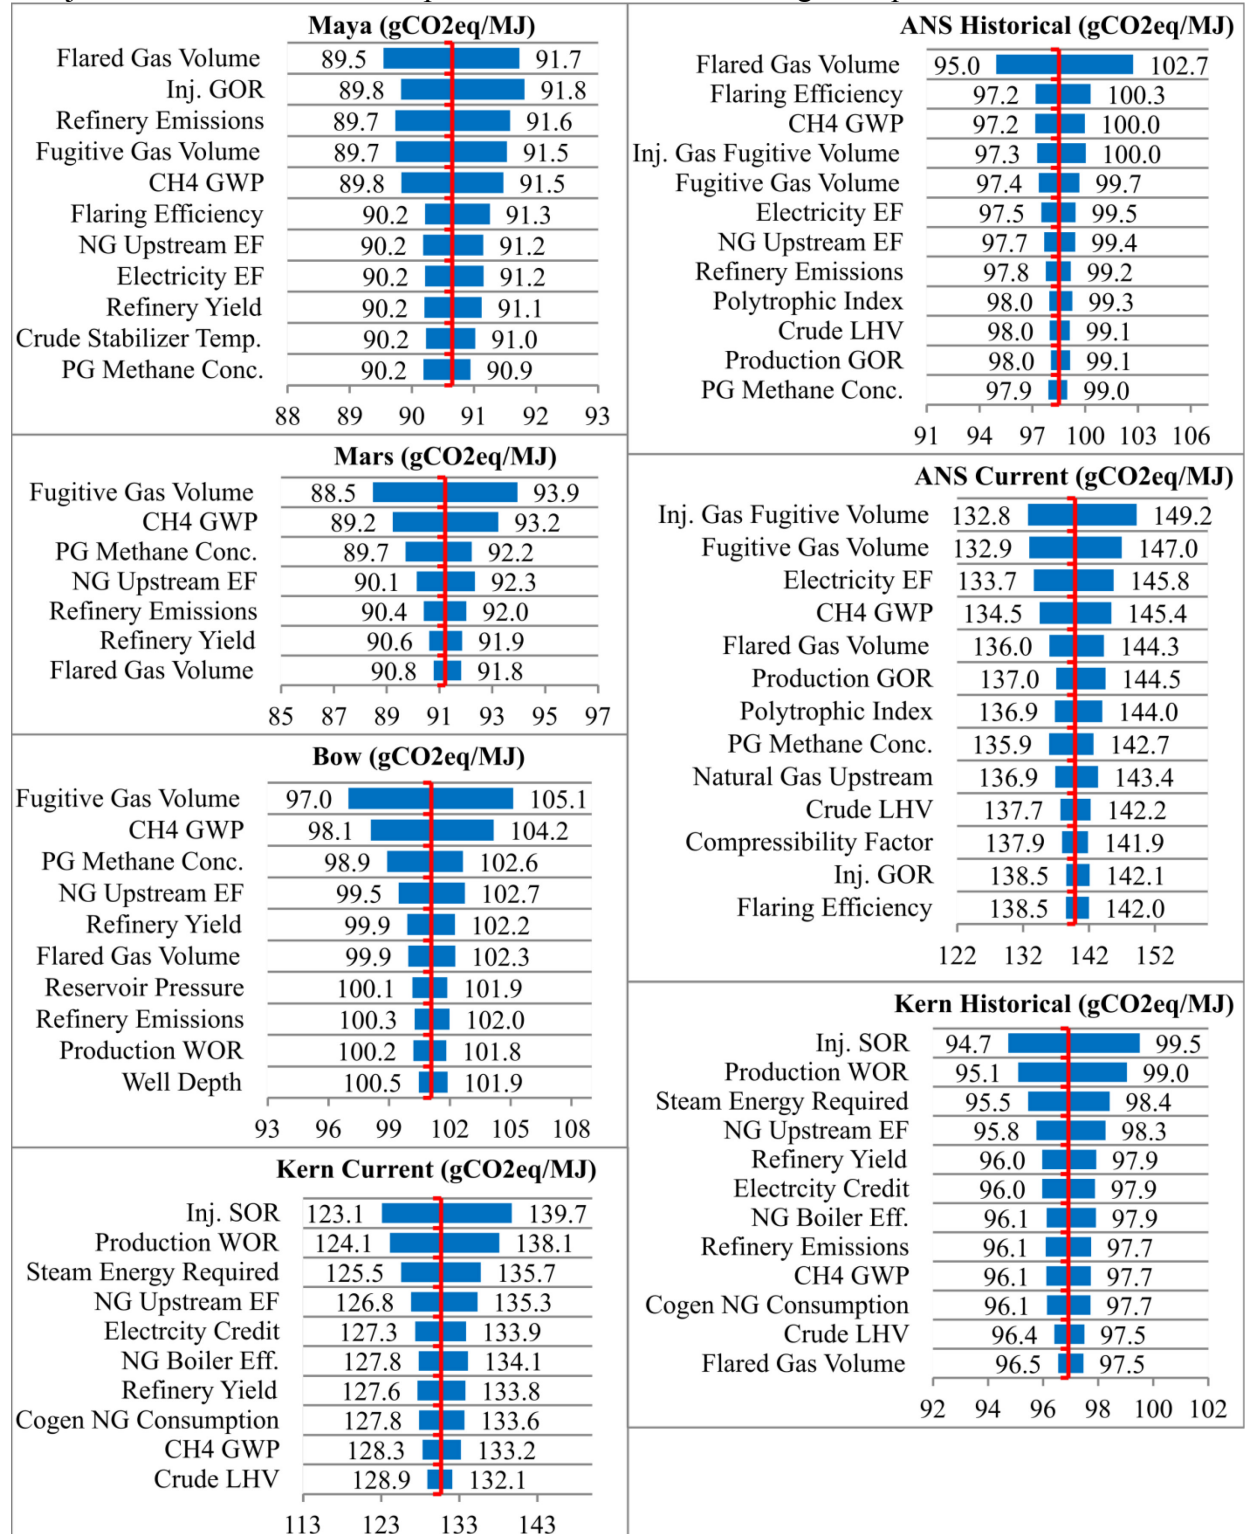 Maya (gCO2eq/MJ)
Flared Gas Volume 89.5 91.7
Inj. GOR 89.8 91.8
Refinery Emissions 89.7 91.6
Fugitive Gas Volume 89.7 91.5
CH4 GWP 89.8 91.5
Flaring Efficiency 90.2 91.3
NG Upstream EF 90.2 91.2
Electricity EF 90.2 91.2
Refinery Yield 90.2 91.1
Crude Stabilizer Temp. 90.2 91.0
PG Methane Conc. 90.2 90.9
88 89 90 91 92 93
Mars (gCO2eq/MJ)
Fugitive Gas Volume 88.5 93.9
CH4 GWP 89.2 93.2
PG Methane Conc. 89.7 92.2
NG Upstream EF 90.1 92.3
Refinery Emissions 90.4 92.0
Refinery Yield 90.6 91.9
Flared Gas Volume 90.8 91.8
85 87 89 91 93 95 97
Bow (gCO2eq/MJ)
Fugitive Gas Volume 97.0 105.1
CH4 GWP 98.1 104.2
PG Methane Conc. 98.9 102.6
NG Upstream EF 99.5 102.7
Refinery Yield 99.9 102.2
Flared Gas Volume 99.9 102.3
Reservoir Pressure 100.1 101.9
Refinery Emissions 100.3 102.0
Production WOR 100.2 101.8
Well Depth 100.5 101.9
93 96 99 102 105 108
Kern Current (gCO2eq/MJ)
Inj. SOR 123.1 139.7
Production WOR 124.1 138.1
Steam Energy Required 125.5 135.7
NG Upstream EF 126.8 135.3
Electrcity Credit 127.3 133.9
NG Boiler Eff. 127.8 134.1
Refinery Yield 127.6 133.8
Cogen NG Consumption 127.8 133.6
CH4 GWP 128.3 133.2
Crude LHV 128.9 132.1
113 123 133 143
ANS Historical (gCO2eq/MJ)
Flared Gas Volume 95.0 102.7
Flaring Efficiency 97.2 100.3
CH4 GWP 97.2 100.0
Inj. Gas Fugitive Volume 97.3 100.0
Fugitive Gas Volume 97.4 99.7
Electricity EF 97.5 99.5
NG Upstream EF 97.7 99.4
Refinery Emissions 97.8 99.2
Polytrophic Index 98.0 99.3
Crude LHV 98.0 99.1
Production GOR 98.0 99.1
PG Methane Conc. 97.9 99.0
91 94 97 100 103 106
ANS Current (gCO2eq/MJ)
Inj. Gas Fugitive Volume 132.8 149.2
Fugitive Gas Volume 132.9 147.0
Electricity EF 133.7 145.8
CH4 GWP 134.5 145.4
Flared Gas Volume 136.0 144.3
Production GOR 137.0 144.5
Polytrophic Index 136.9 144.0
PG Methane Conc. 135.9 142.7
Natural Gas Upstream 136.9 143.4
Crude LHV 137.7 142.2
Compressibility Factor 137.9 141.9
Inj. GOR 138.5 142.1
Flaring Efficiency 138.5 142.0
122 132 142 152
Kern Historical (gCO2eq/MJ)
Inj. SOR 94.7 99.5
Production WOR 95.1 99.0
Steam Energy Required 95.5 98.4
NG Upstream EF 95.8 98.3
Refinery Yield 96.0 97.9
Electrcity Credit 96.0 97.9
NG Boiler Eff. 96.1 97.9
Refinery Emissions 96.1 97.7
CH4 GWP 96.1 97.7
Cogen NG Consumption 96.1 97.7
Crude LHV 96.4 97.5
Flared Gas Volume 96.5 97.5
92 94 96 98 100 102